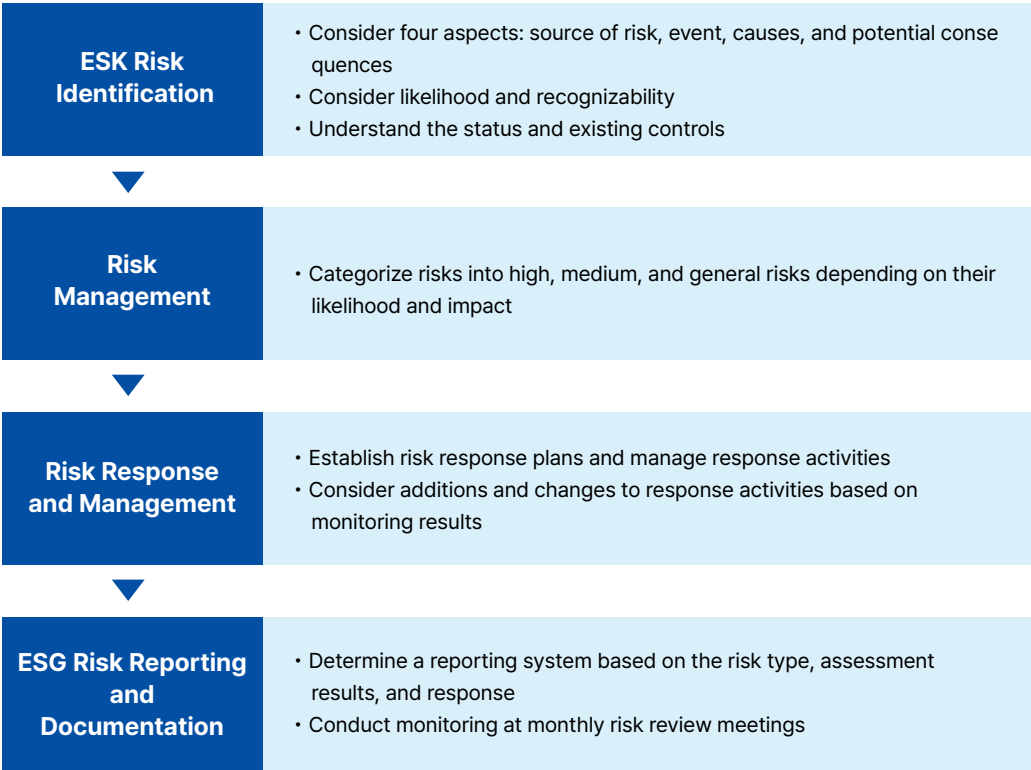 ESK Risk
Identification
• Consider four aspects: source of risk, event, causes, and potential conse
quences
• Consider likelihood and recognizability
• Understand the status and existing controls
Risk
Management
• Categorize risks into high, medium, and general risks depending on their
likelihood and impact
Risk Response
and Management
• Establish risk response plans and manage response activities
• Consider additions and changes to response activities based on
monitoring results
ESG Risk Reporting
and
Documentation
• Determine a reporting system based on the risk type, assessment
results, and response
• Conduct monitoring at monthly risk review meetings